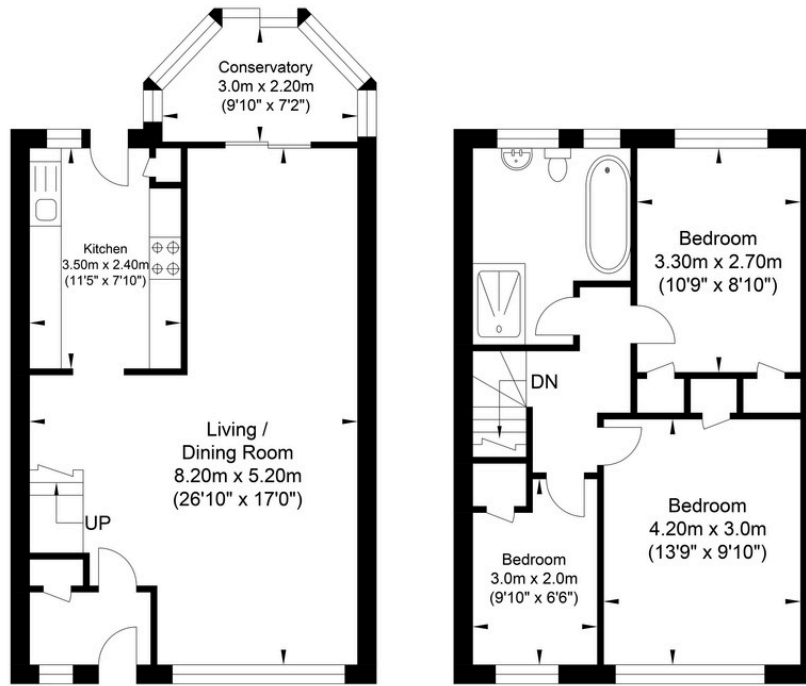 Conservatory
3.0m x 2.20m
(9'10" x 7'2")
Kitchen
3.50m x 2.40m
(11'5" x 7'10")
Living /
Dining Room
8.20m x 5.20m
(26'10" x 17'0")
UP
Bedroom
3.30m x 2.70m
(10'9" x 8'10")
DN
Bedroom
4.20m x 3.0m
(13'9" x 9'10")
Bedroom
3.0m x 2.0m
(9'10" x 6'6")